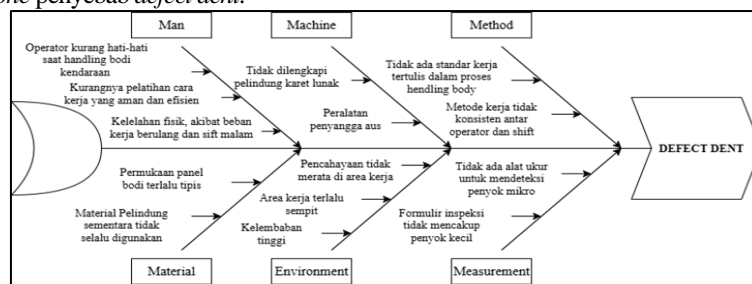 penyebab defect dent.
Man
Machine
Method
Operator kurang hati-hati
saat handling bodi
kendaraan
Kurangnya pelatihan cara
kerja yang aman dan efisien
Kelelahan fisik, akibat beban
kerja berulang dan sift malam
Tidak dilengkapi
pelindung karet lunak
Peralatan
penyangga aus
Tidak ada standar kerja
tertulis dalam proses
hendling body
Metode kerja tidak
konsisten antar
operator dan shift
DEFECT DENT
Permukaan panel
bodi terlalu tipis
Material Pelindung
sementara tidak
selalu digunakan
Pencahayaan tidak
merata di area kerja
Area kerja terlalu
sempit
Kelembaban
tinggi
Tidak ada alat ukur
untuk mendeteksi
penyok mikro
Formulir inspeksi
tidak mencakup
penyok kecil
Material
Environment
Measurement